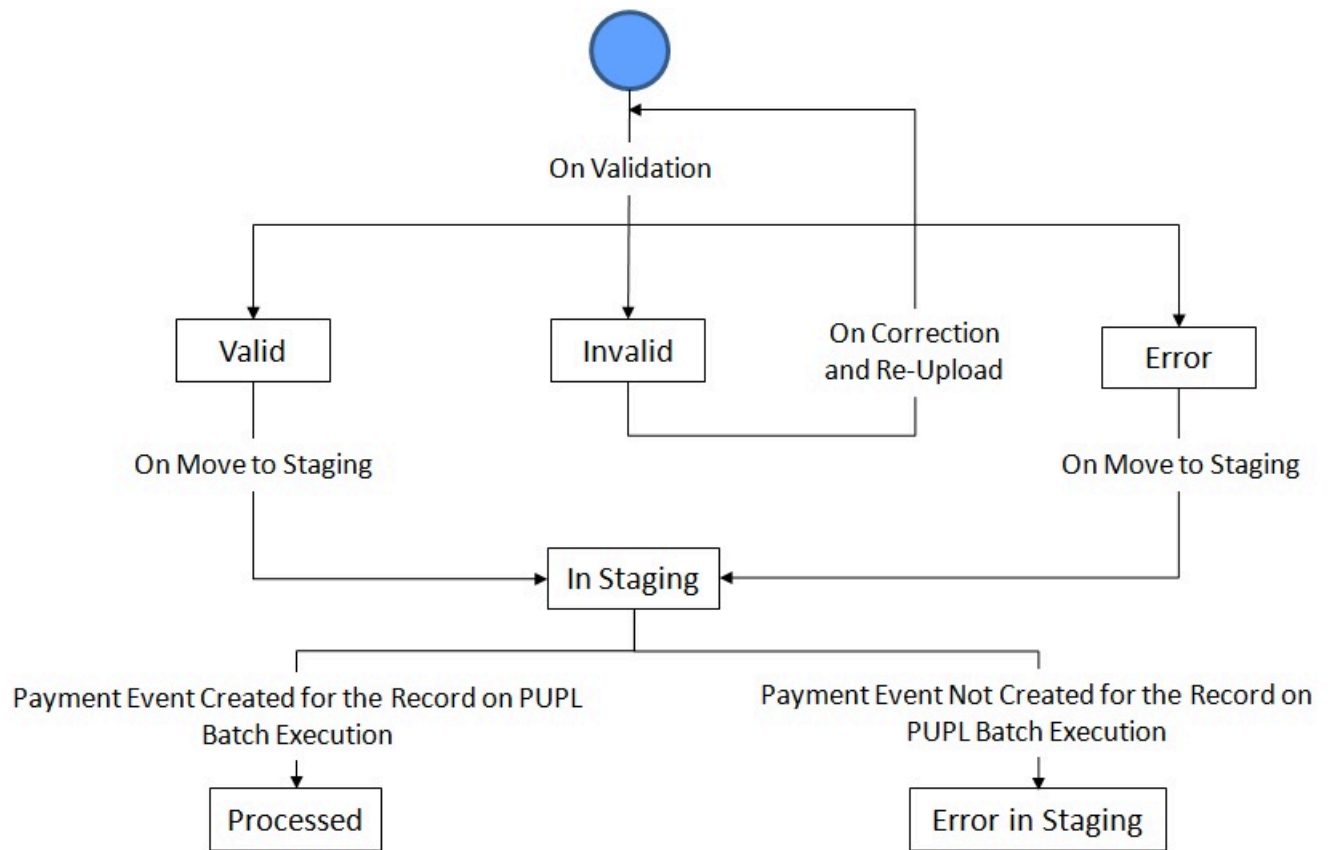 On Validation
Valid
Invalid
On Correction
and Re-Upload
Error
On Move to Staging
On Move to Staging
In Staging
Payment Event Created for the Record on PUPL
Batch Execution
Payment Event Not Created for the Record on
PUPL Batch Execution
Processed
Error in Staging